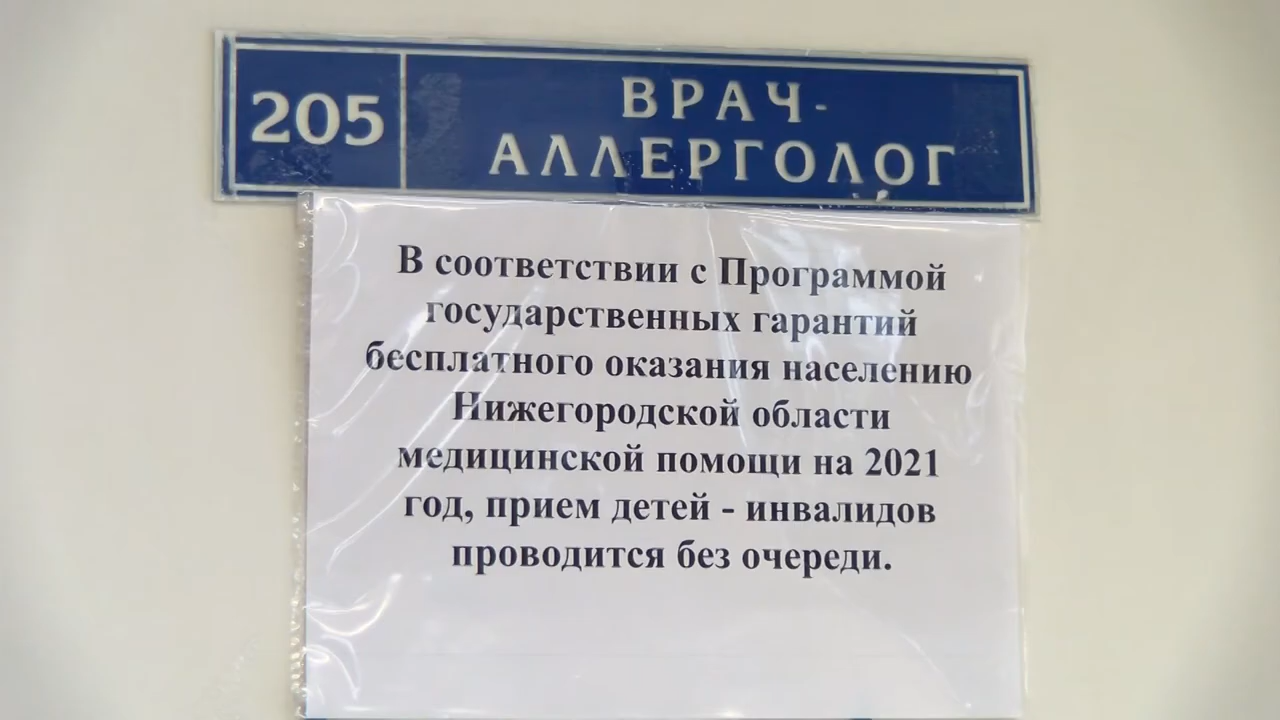 205
ВРАЧ-
АЛЛЕРГОЛОГ
В соответствии с Программой
государственных гарантий
бесплатного оказания населению
Нижегородской области
медицинской помощи на 2021
год, прием детей - инвалидов
проводится без очереди.